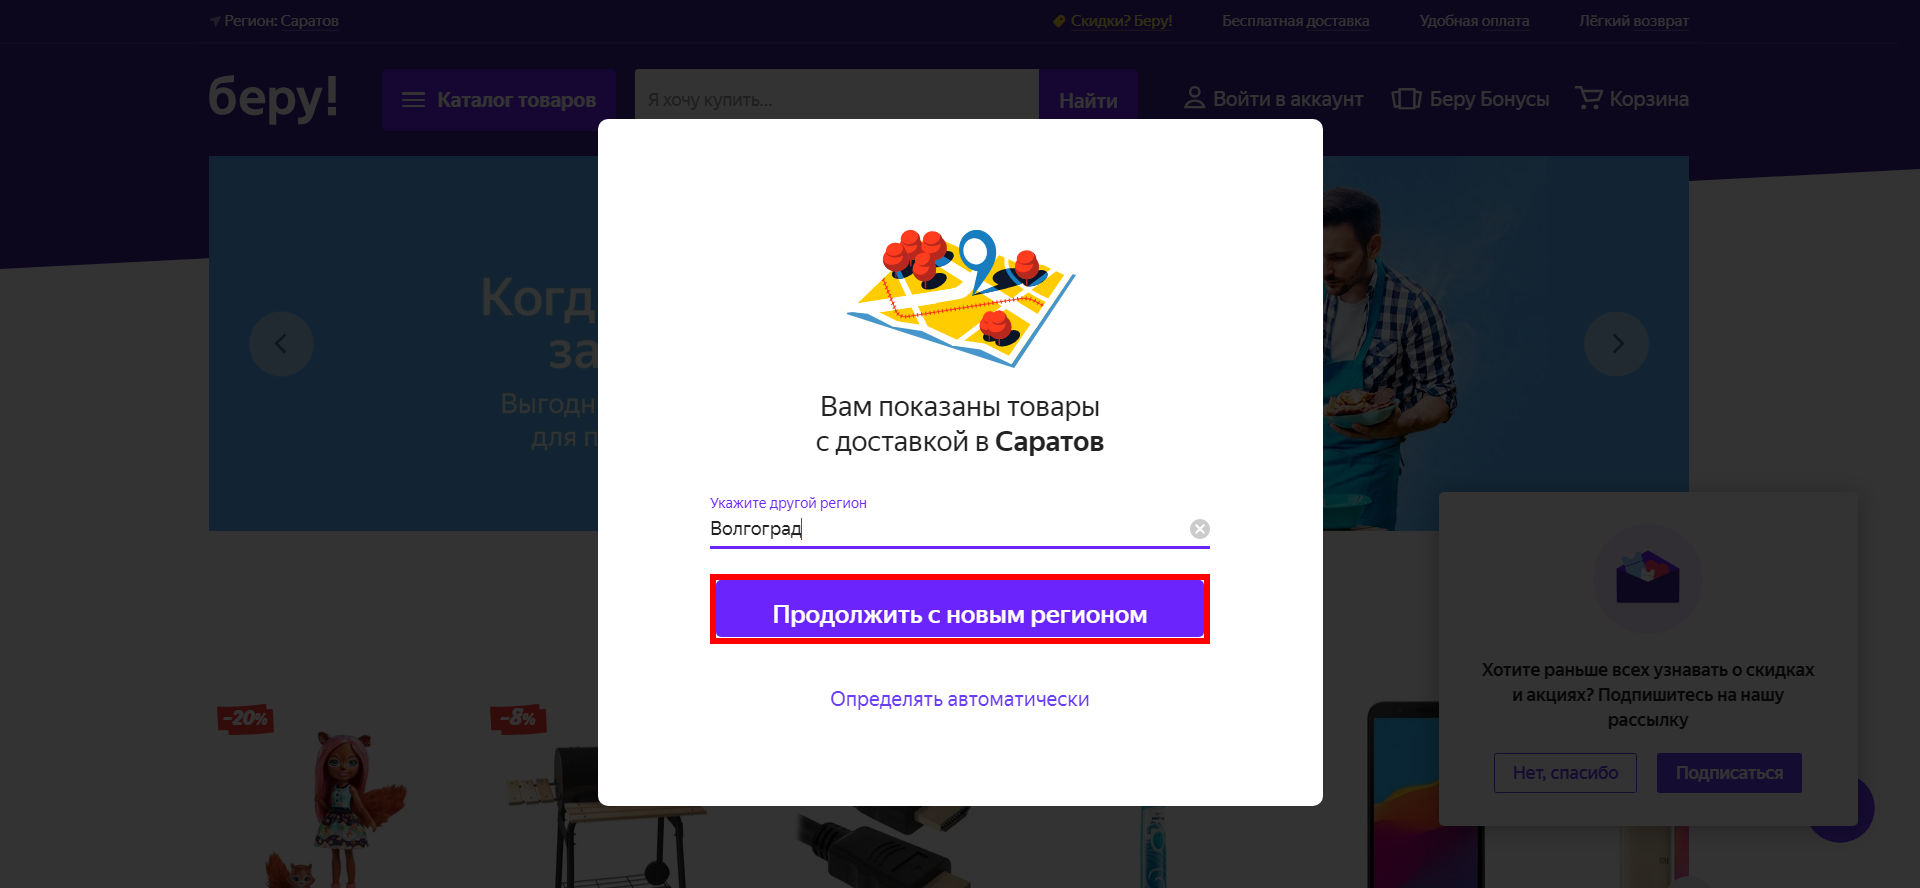 Регион: Саратов
Скидки? Беру!
Бесплатная доставка
Удобная оплата
Лёгкий возврат
беру!
Каталог товаров
Я хочу купить...
Найти
Войти в аккаунт
Беру Бонусы
Корзина
Когд
за
Выгодн
для п
Вам показаны товары
с доставкой в Саратов
Укажите другой регион
Волгоград
Продолжить с новым регионом
Определять автоматически
Хотите раньше всех узнавать о скидках
и акциях? Подпишитесь на нашу
рассылку
Нет, спасибо
Подписаться
-20%
-8%